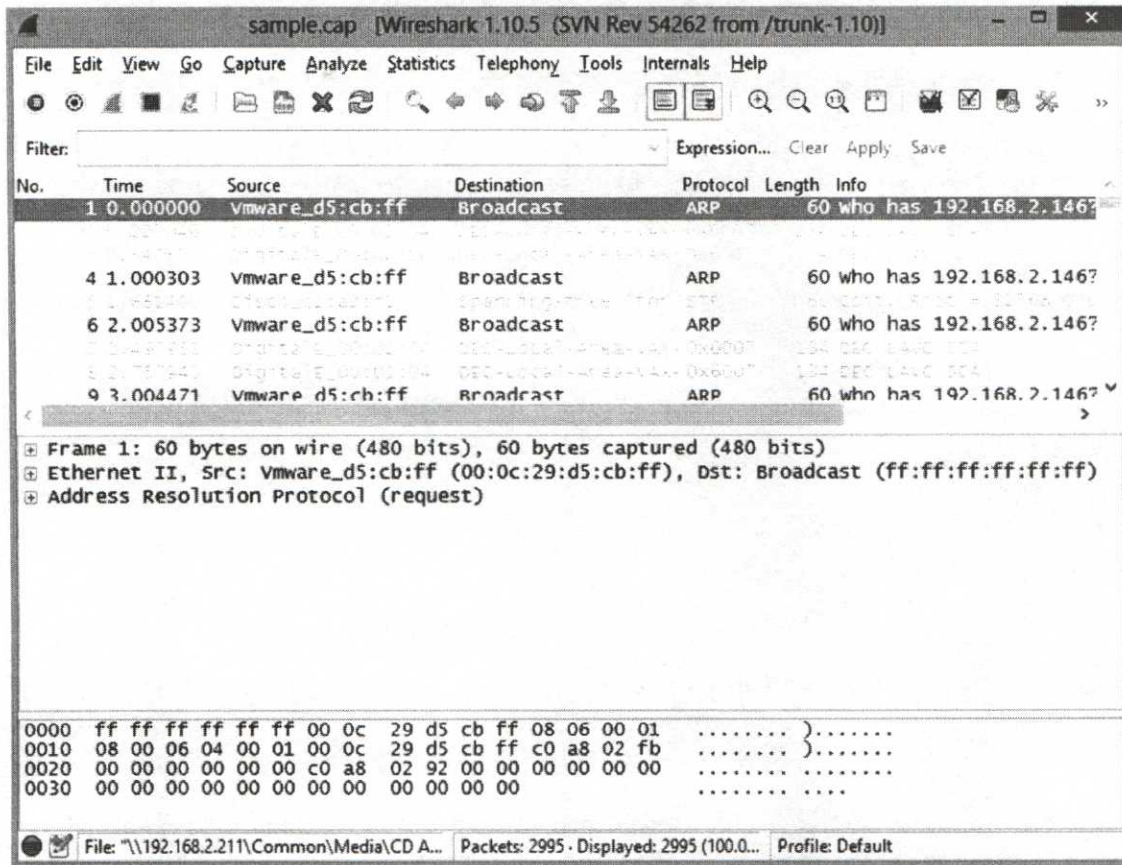 sample.cap [Wireshark 1.10.5 (SVN Rev 54262 from /trunk-1.10)]
File Edit View Go Capture Analyze Statistics Telephony Tools Internals Help
Filter: Expression... Clear Apply Save
No. Time Source Destination Protocol Length Info
1 0.000000 Vmware_d5:cb:ff Broadcast ARP 60 who has 192.168.2.146?
4 1.000303 Vmware_d5:cb:ff Broadcast ARP 60 who has 192.168.2.146?
6 2.005373 Vmware_d5:cb:ff Broadcast ARP 60 who has 192.168.2.146?
9 3.004471 Vmware_d5:cb:ff Broadcast ARP 60 who has 192.168.2.146?
Frame 1: 60 bytes on wire (480 bits), 60 bytes captured (480 bits)
Ethernet II, Src: Vmware_d5:cb:ff (00:0c:29:d5:cb:ff), Dst: Broadcast (ff:ff:ff:ff:ff:ff)
Address Resolution Protocol (request)
0000 ff ff ff ff ff ff 00 0c 29 d5 cb ff 08 06 00 01 ........ ).......
0010 08 00 06 04 00 01 00 0c 29 d5 cb ff c0 a8 02 fb ........ ).......
0020 00 00 00 00 00 00 c0 a8 02 92 00 00 00 00 00 00 ........ ........
0030 00 00 00 00 00 00 00 00 00 00 00 00 ........ ....
File: "\\192.168.2.211\Common\Media\CD A... Packets: 2995 · Displayed: 2995 (100.0... Profile: Default